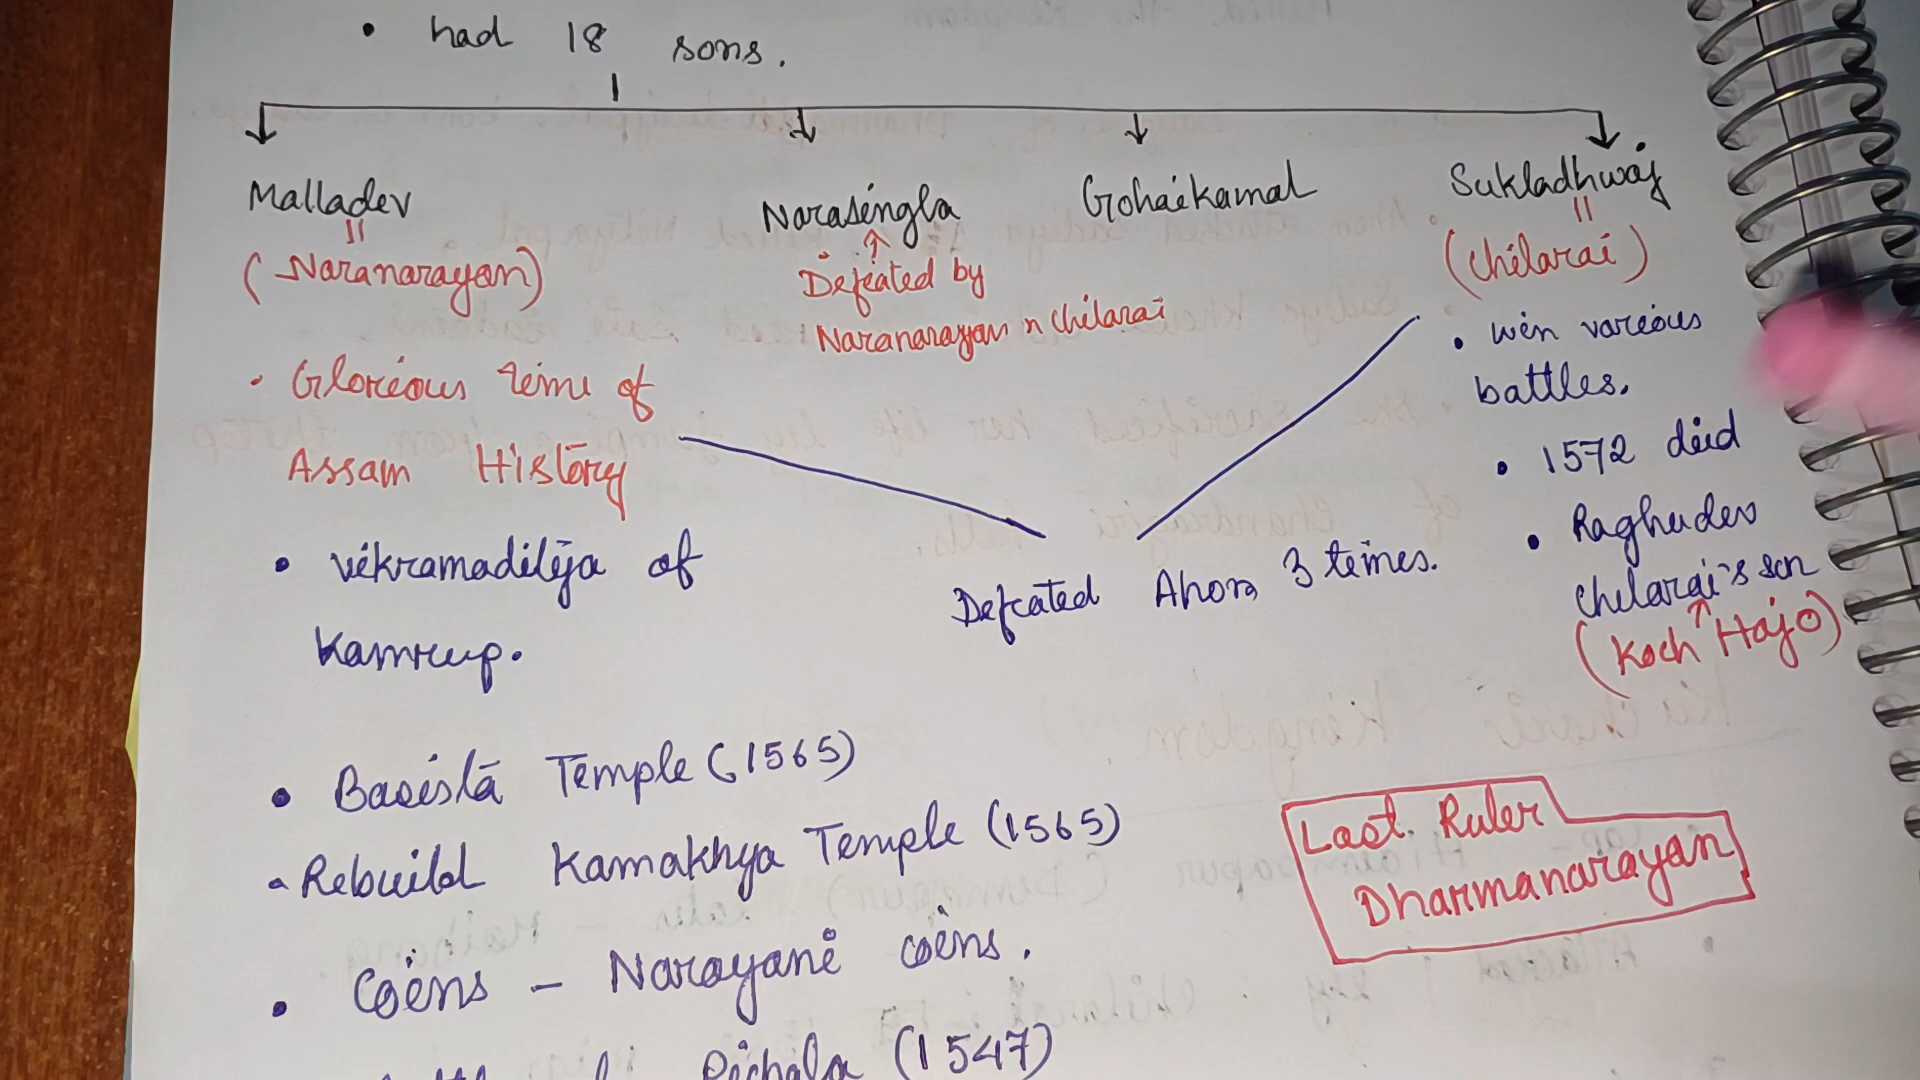 • had 18 sons.
Malladev
(Naranarayan)
• Glorious time of
Assam History
• vikramaditya of
Kamrup.
• Basista Temple (1565)
• Rebuild Kamakhya Temple (1565)
• Coins - Narayani coins.
Pichala (1547)
Narasingla
Defeated by
Naranarayan n chilarai
Gohaikamal
Sukladhwaj
(Chilarai)
• win various
battles.
• 1572 died
• Raghudev
chilarai's son
(Koch Hajo)
Defeated Ahom 3 times.
Last Ruler
Dharmanarayan